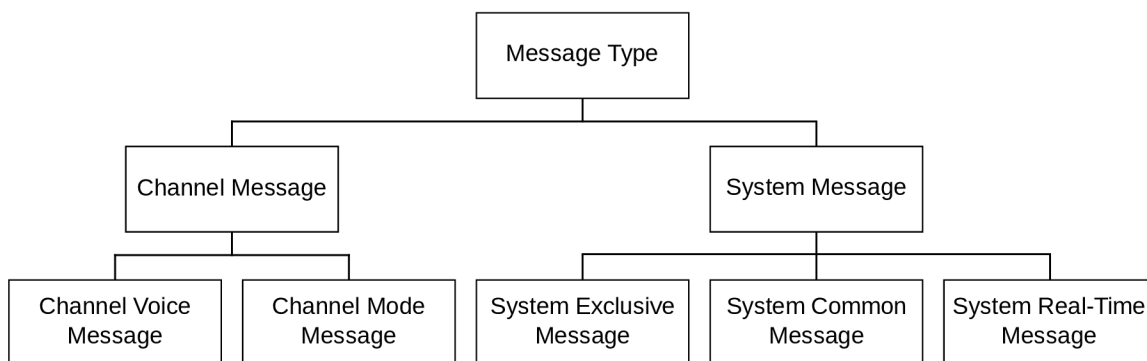 Message Type
Channel Message
System Message
Channel Voice
Message
Channel Mode
Message
System Exclusive
Message
System Common
Message
System Real-Time
Message